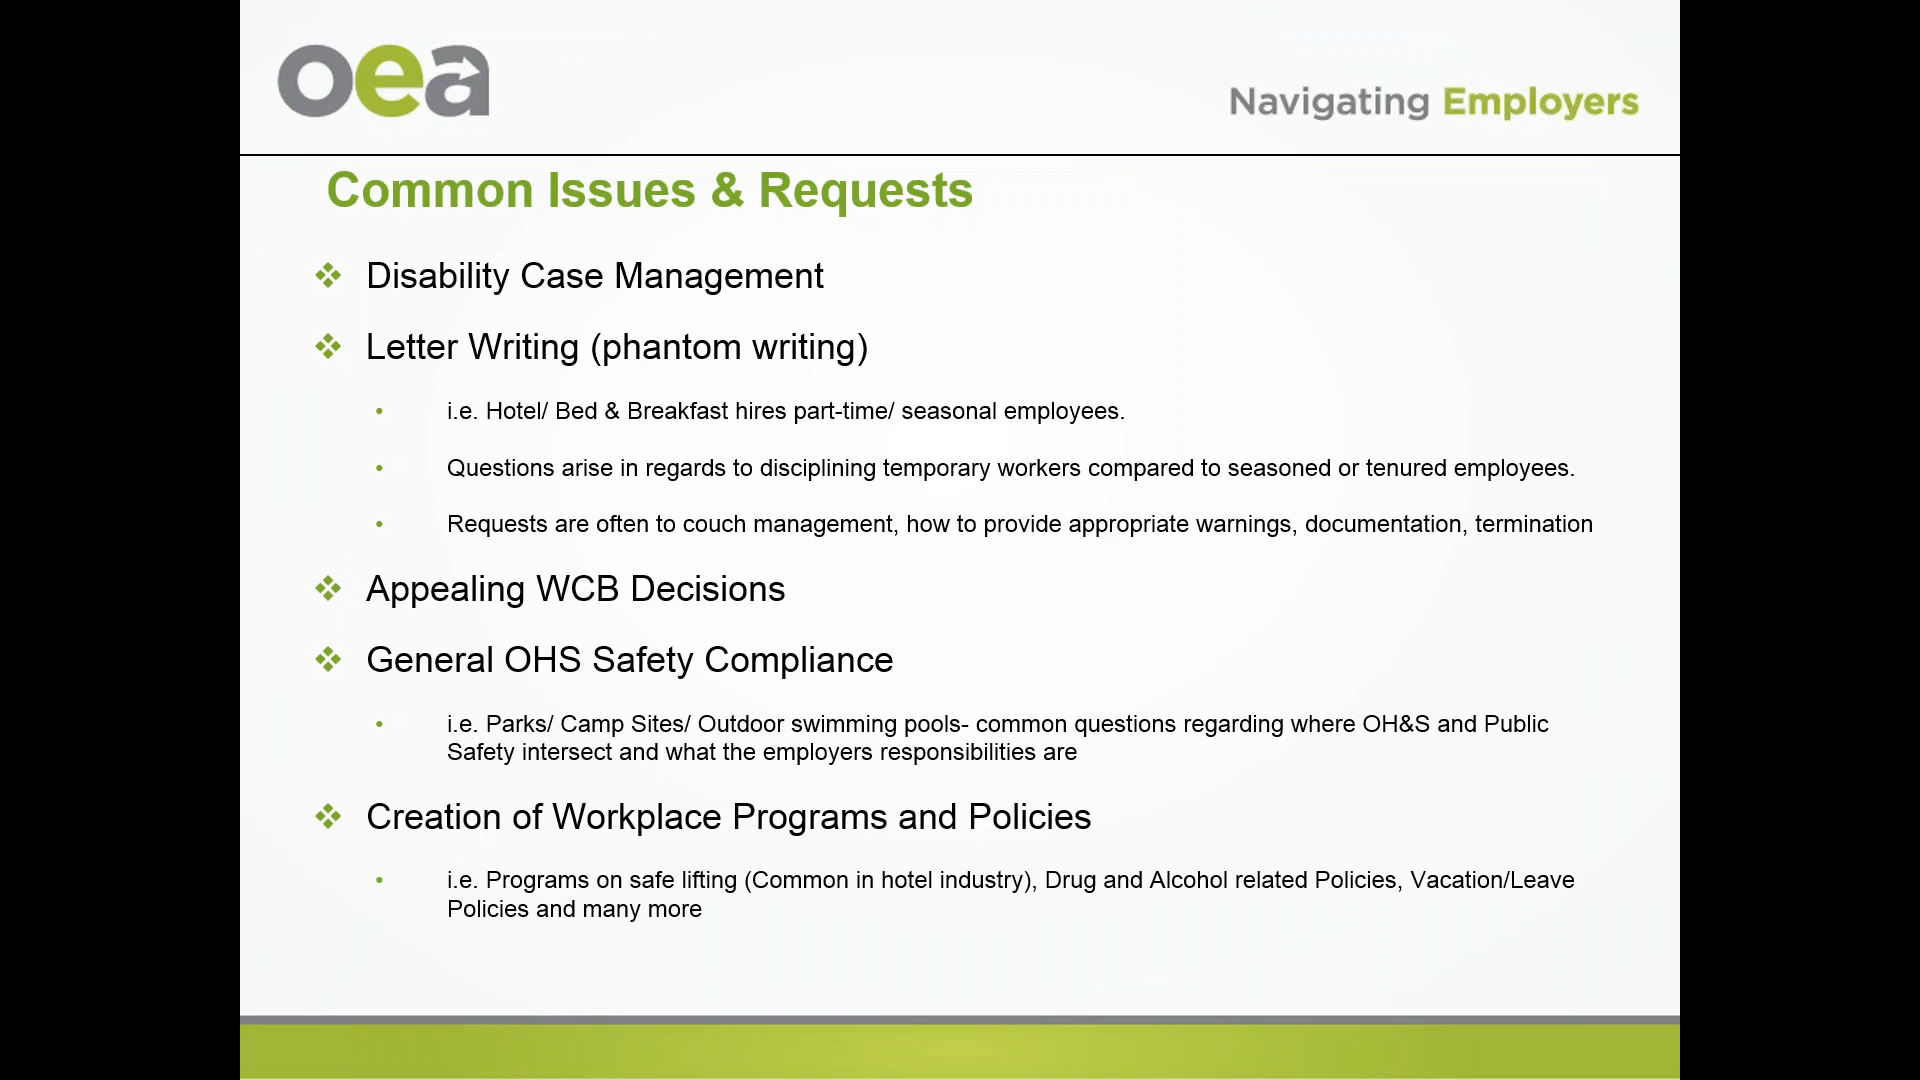 oea
Navigating Employers
Common Issues & Requests
Disability Case Management
Letter Writing (phantom writing)
i.e. Hotel/ Bed & Breakfast hires part-time/ seasonal employees.
Questions arise in regards to disciplining temporary workers compared to seasoned or tenured employees.
Requests are often to couch management, how to provide appropriate warnings, documentation, termination
Appealing WCB Decisions
General OHS Safety Compliance
i.e. Parks/ Camp Sites/ Outdoor swimming pools- common questions regarding where OH&S and Public
Safety intersect and what the employers responsibilities are
Creation of Workplace Programs and Policies
i.e. Programs on safe lifting (Common in hotel industry), Drug and Alcohol related Policies, Vacation/Leave
Policies and many more